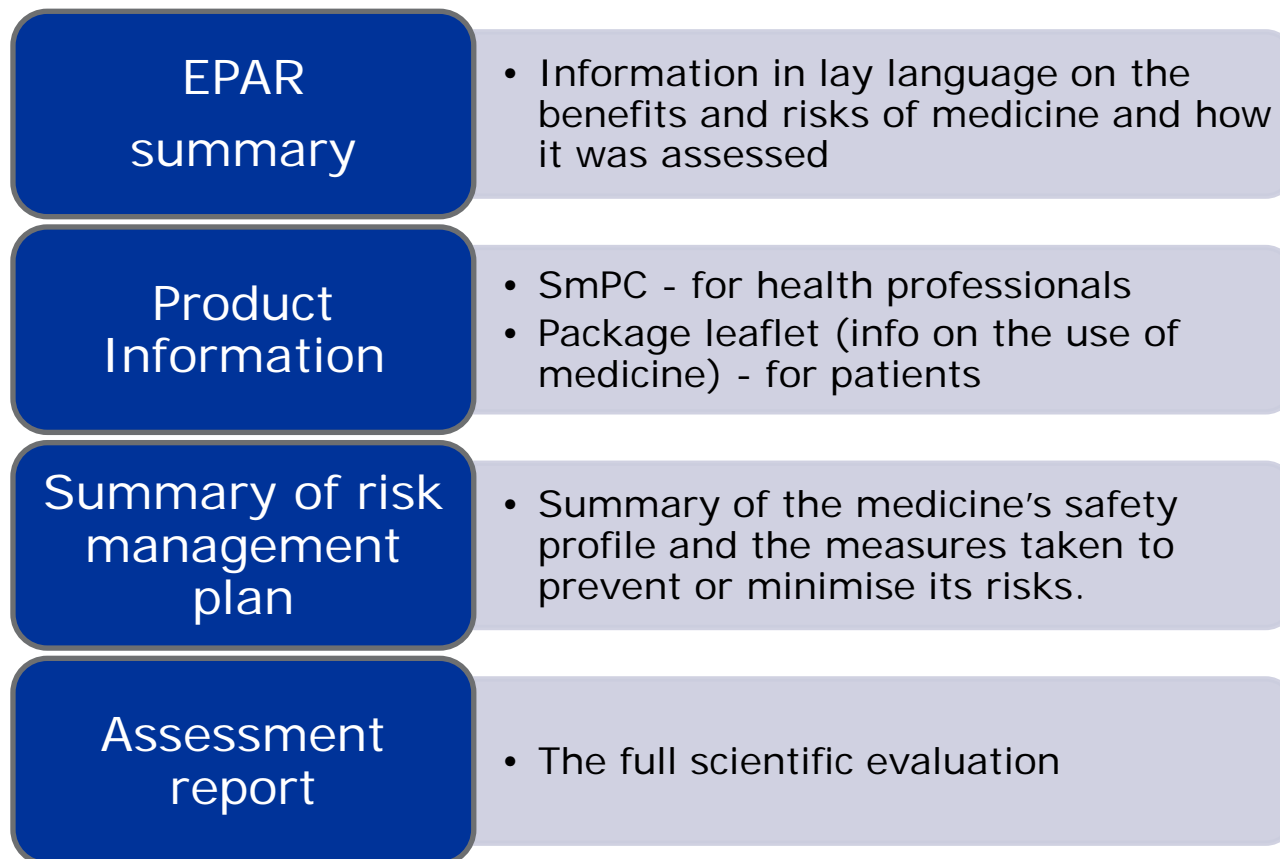 EPAR
summary
• Information in lay language on the
benefits and risks of medicine and how
it was assessed
Product
Information
• SmPC - for health professionals
• Package leaflet (info on the use of
medicine) - for patients
Summary of risk
management
plan
• Summary of the medicine’s safety
profile and the measures taken to
prevent or minimise its risks.
Assessment
report
• The full scientific evaluation